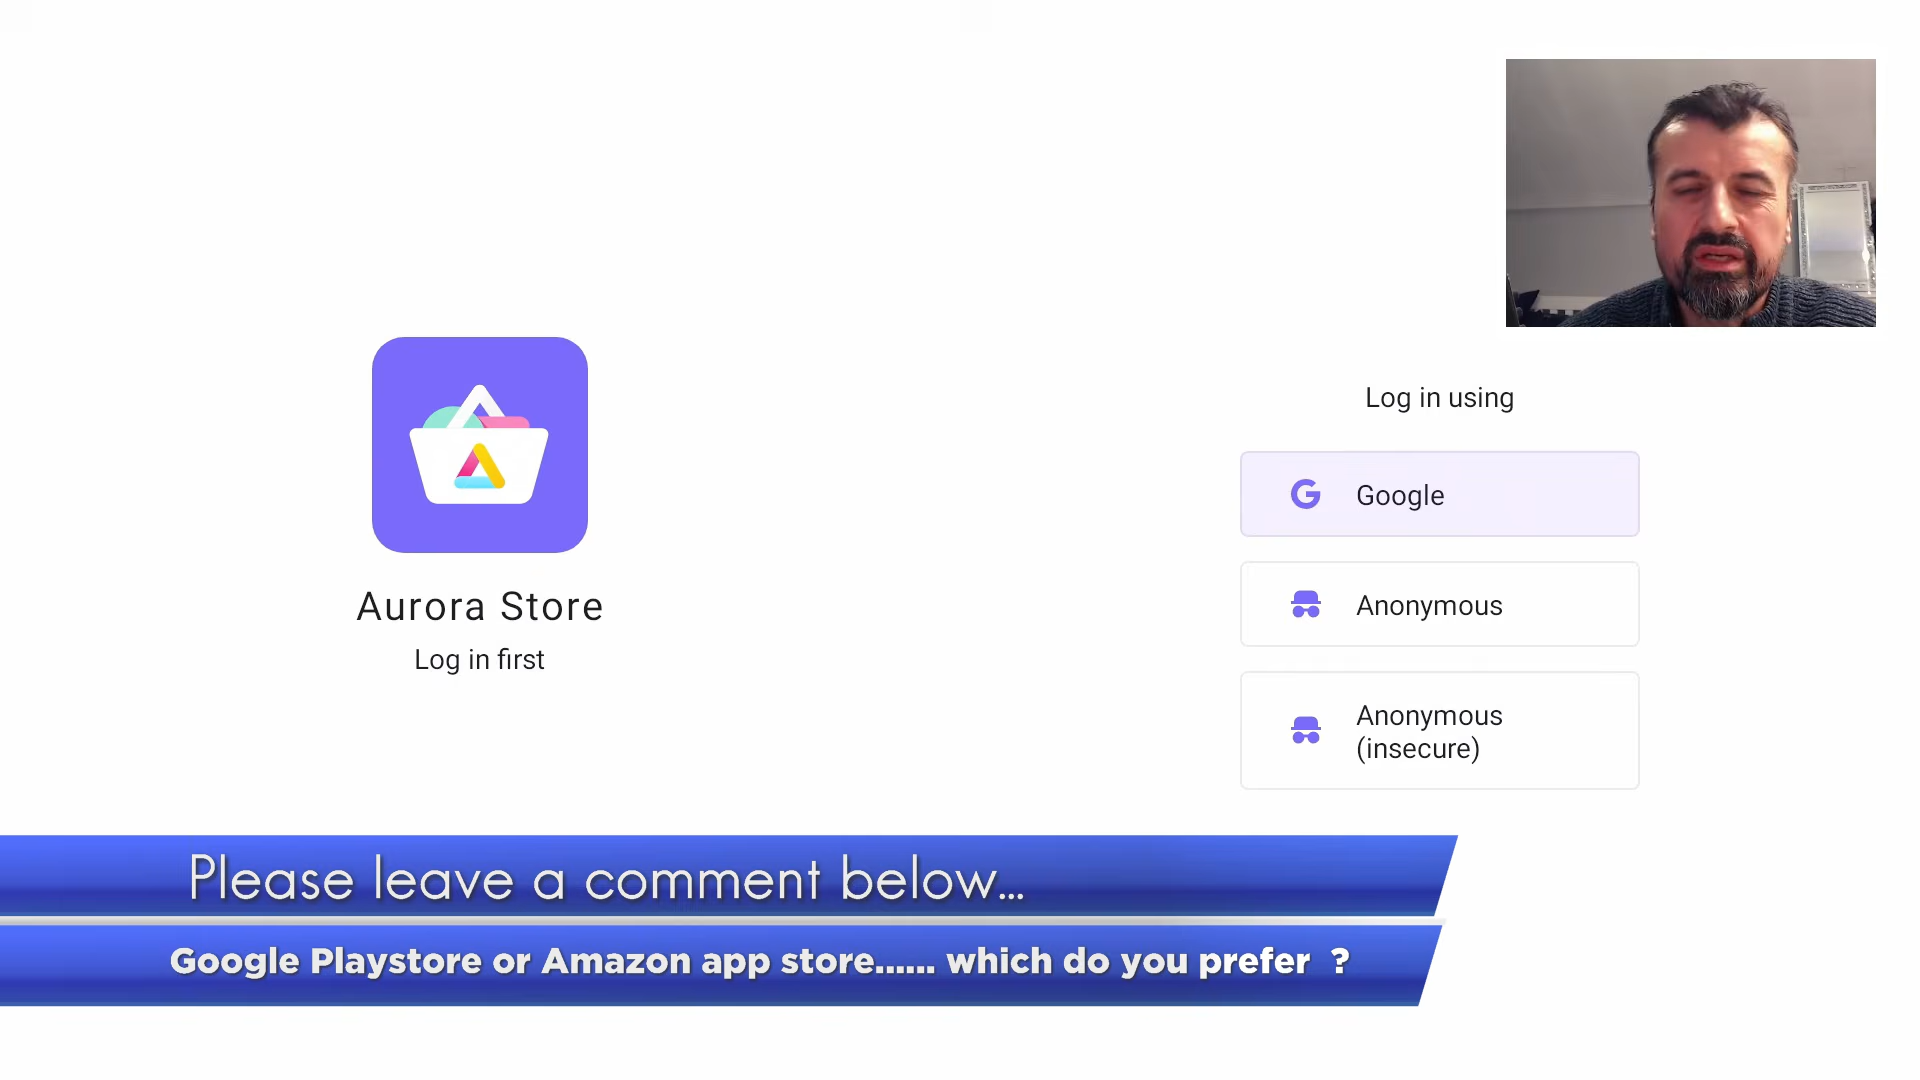 Log in using
Google
Anonymous
Anonymous
(insecure)
Aurora Store
Log in first
Please leave a comment below...
Google Playstore or Amazon app store...... which do you prefer ?